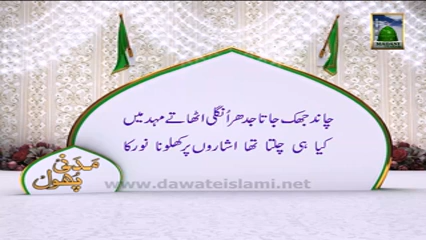 چاند جھک جاتا جدھر اُنگلی اٹھاتے مہد میں
کیا ہی چلتا تھا اشاروں پر کھلونا نور کا
مدنی پھول
www.dawateislami.net